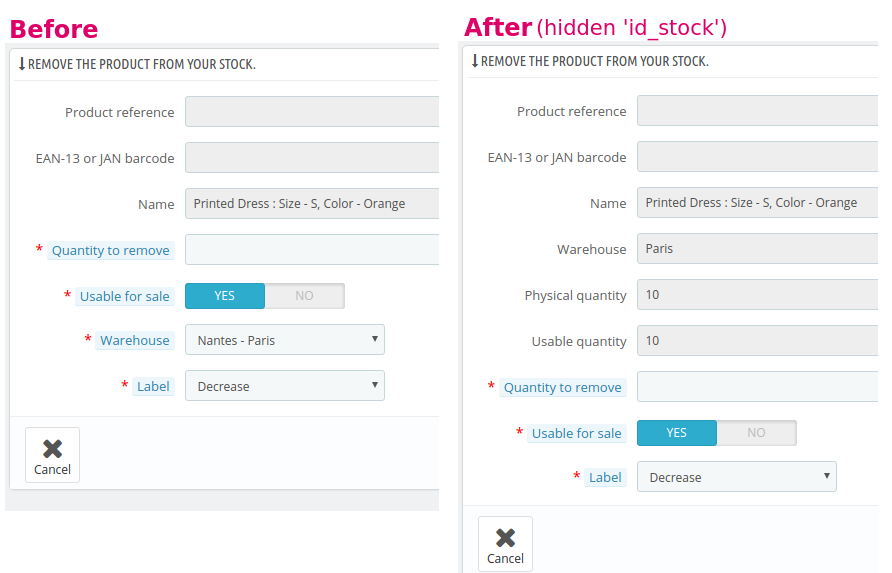 Before
REMOVE THE PRODUCT FROM YOUR STOCK.
Product reference
EAN-13 or JAN barcode
Name Printed Dress : Size - S, Color - Orange
* Quantity to remove
* Usable for sale YES NO
* Warehouse Nantes - Paris
* Label Decrease
Cancel
After (hidden 'id_stock')
REMOVE THE PRODUCT FROM YOUR STOCK.
Product reference
EAN-13 or JAN barcode
Name Printed Dress : Size - S, Color - Orange
Warehouse Paris
Physical quantity 10
Usable quantity 10
* Quantity to remove
* Usable for sale YES NO
* Label Decrease
Cancel